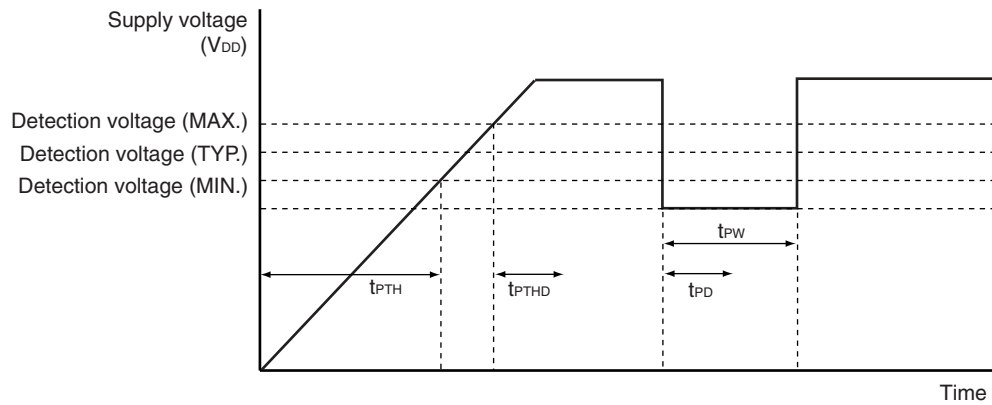 Supply voltage
(VDD)
Detection voltage (MAX.)
Detection voltage (TYP.)
Detection voltage (MIN.)
tPW
tPTH
tPTHD
tPD
Time